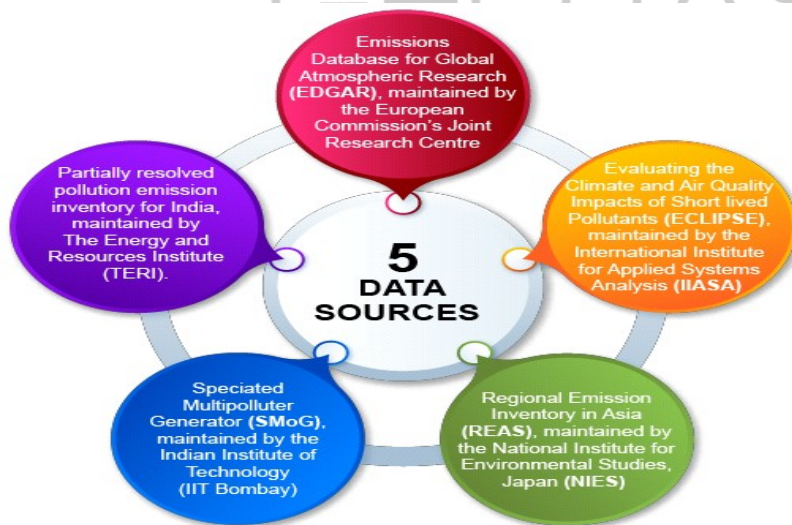 Emissions
Database for Global
Atmospheric Research
(EDGAR), maintained by
the European
Commission's Joint
Research Centre
Evaluating the
Climate and Air Quality
Impacts of Short lived
Pollutants (ECLIPSE),
maintained by the
International Institute
for Applied Systems
Analysis (IIASA)
Regional Emission
Inventory in Asia
(REAS), maintained by
the National Institute for
Environmental Studies,
Japan (NIES)
Speciated
Multipolluter
Generator (SMoG),
maintained by the
Indian Institute of
Technology
(IIT Bombay)
Partially resolved
pollution emission
inventory for India,
maintained by
The Energy and
Resources Institute
(TERI).
5
DATA
SOURCES